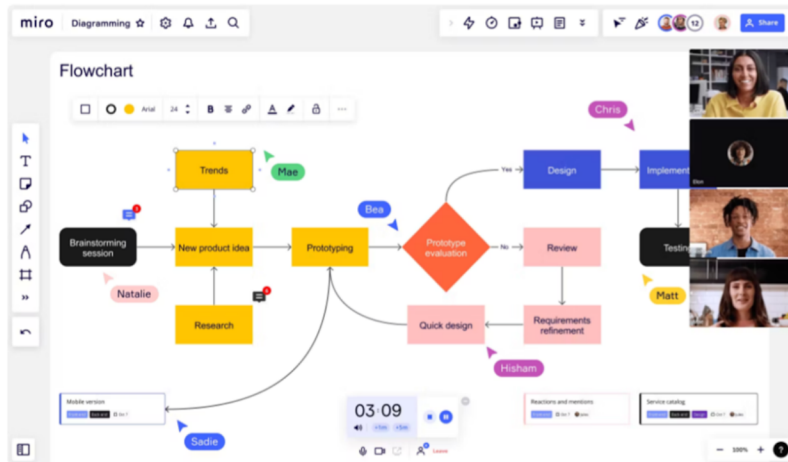 miro
Diagramming
12
Share
Flowchart
Arial
24
B
A
Chris
Trends
Mae
Yes
Design
Bea
Brainstorming
session
New product idea
Prototyping
Prototype
evaluation
No
Review
Testing
Natalie
Matt
Research
Quick design
Requirements
refinement
Hisham
Mobile version
03:09
+1m
+5m
Reactions and mentions
Service catalog
Sadie
Leave
100%
?